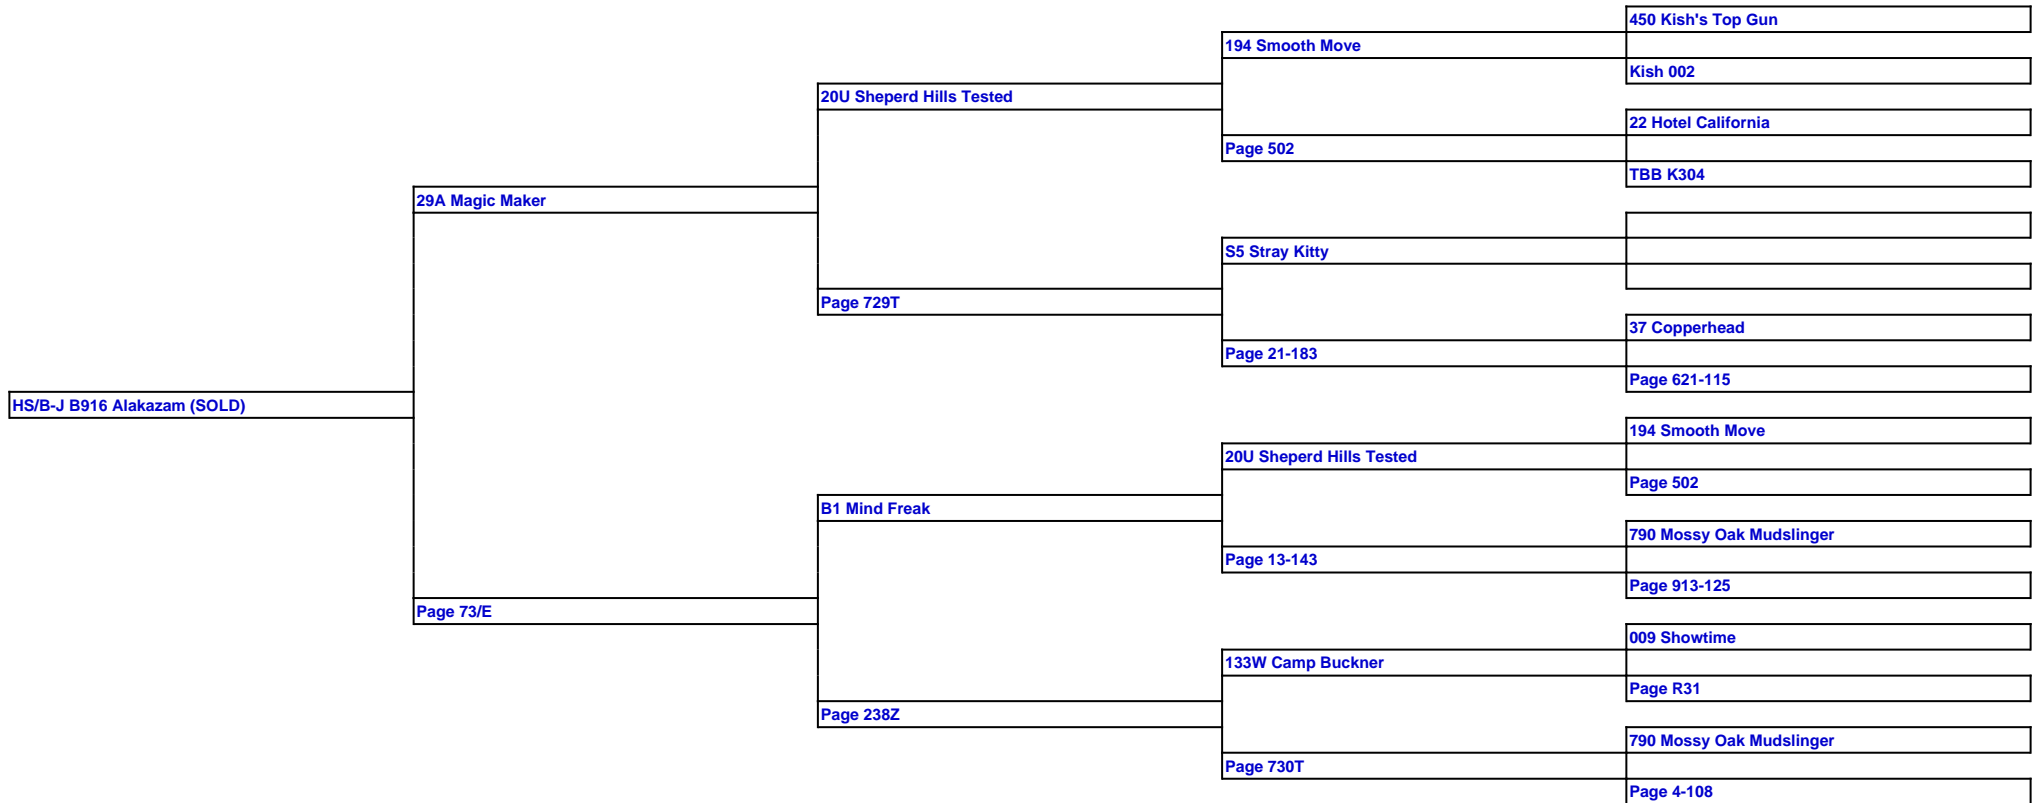 450 Kish's Top Gun
194 Smooth Move
Kish 002
20U Sheperd Hills Tested
22 Hotel California
Page 502
TBB K304
29A Magic Maker
S5 Stray Kitty
Page 729T
37 Copperhead
Page 21-183
Page 621-115
HS/B-J B916 Alakazam (SOLD)
194 Smooth Move
20U Sheperd Hills Tested
Page 502
B1 Mind Freak
790 Mossy Oak Mudslinger
Page 13-143
Page 913-125
Page 73/E
009 Showtime
133W Camp Buckner
Page R31
Page 238Z
790 Mossy Oak Mudslinger
Page 730T
Page 4-108